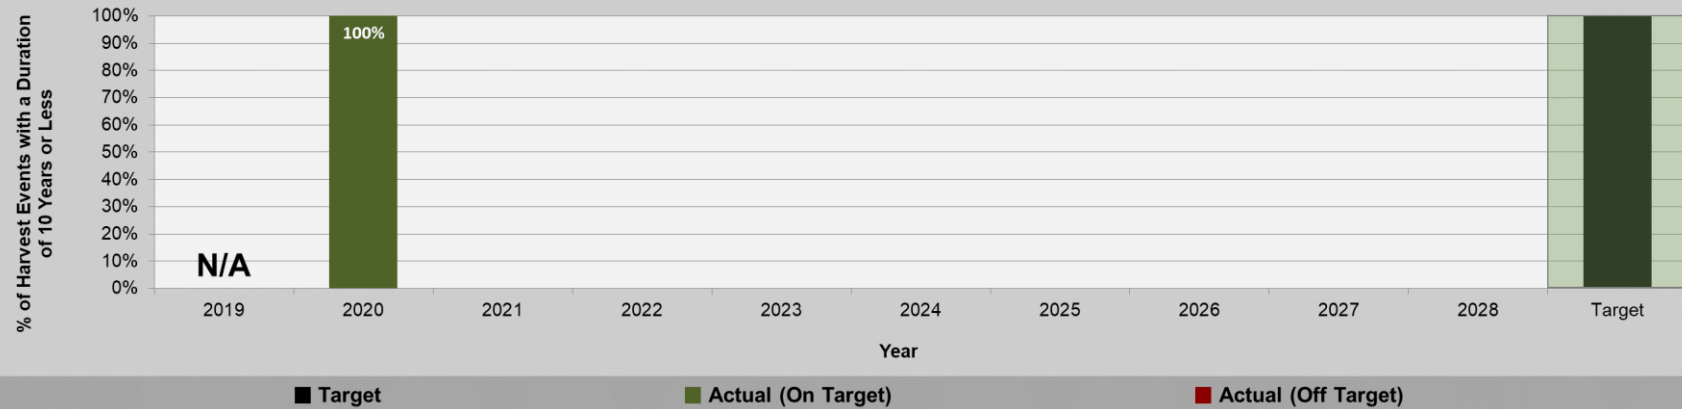 % of Harvest Events with a Duration
of 10 Years or Less
100%
90%
80%
70%
60%
50%
40%
30%
20%
10%
0%
N/A
100%
2019 2020 2021 2022 2023 2024 2025 2026 2027 2028 Target
Year
Target Actual (On Target) Actual (Off Target)